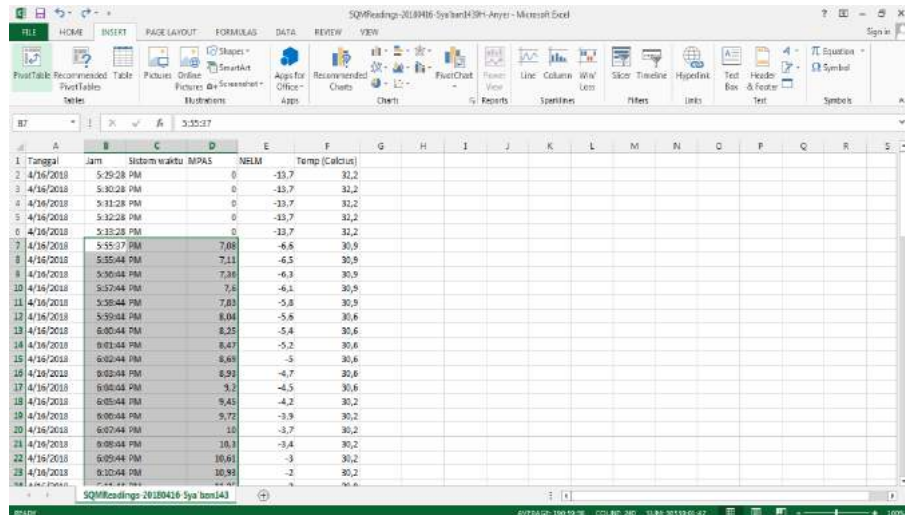 SQMReadings-20180416-Sya'ban1439H-Anyer - Microsoft Excel
FILE HOME INSERT PAGE LAYOUT FORMULAS DATA REVIEW VIEW Sign in
PivotTable Recommended PivotTables Table Pictures Online Pictures Shapes SmartArt Screenshot Apps for Office Recommended Charts PivotChart Power View Line Column Win/Loss Slicer Timeline Hyperlink Text Box Header & Footer Equation Symbol
Tables Illustrations Apps Charts Reports Sparklines Filters Links Text Symbols
B7 fx 5:55:37
A B C D E F G H I J K L M N O P Q R S
1 Tanggal Jam Sistem waktu MPAS NELM Temp (Celcius)
2 4/16/2018 5:29:28 PM 0 -13,7 32,2
3 4/16/2018 5:30:28 PM 0 -13,7 32,2
4 4/16/2018 5:31:28 PM 0 -13,7 32,2
5 4/16/2018 5:32:28 PM 0 -13,7 32,2
6 4/16/2018 5:33:28 PM 0 -13,7 32,2
7 4/16/2018 5:55:37 PM 7,08 -6,6 30,9
8 4/16/2018 5:55:44 PM 7,11 -6,5 30,9
9 4/16/2018 5:56:44 PM 7,36 -6,3 30,9
10 4/16/2018 5:57:44 PM 7,6 -6,1 30,9
11 4/16/2018 5:58:44 PM 7,83 -5,8 30,9
12 4/16/2018 5:59:44 PM 8,04 -5,6 30,6
13 4/16/2018 6:00:44 PM 8,25 -5,4 30,6
14 4/16/2018 6:01:44 PM 8,47 -5,2 30,6
15 4/16/2018 6:02:44 PM 8,69 -5 30,6
16 4/16/2018 6:03:44 PM 8,93 -4,7 30,6
17 4/16/2018 6:04:44 PM 9,2 -4,5 30,6
18 4/16/2018 6:05:44 PM 9,45 -4,2 30,2
19 4/16/2018 6:06:44 PM 9,72 -3,9 30,2
20 4/16/2018 6:07:44 PM 10 -3,7 30,2
21 4/16/2018 6:08:44 PM 10,3 -3,4 30,2
22 4/16/2018 6:09:44 PM 10,61 -3 30,2
23 4/16/2018 6:10:44 PM 10,93 -2 30,2
SQMReadings-20180416-Sya'ban143
READY 100%